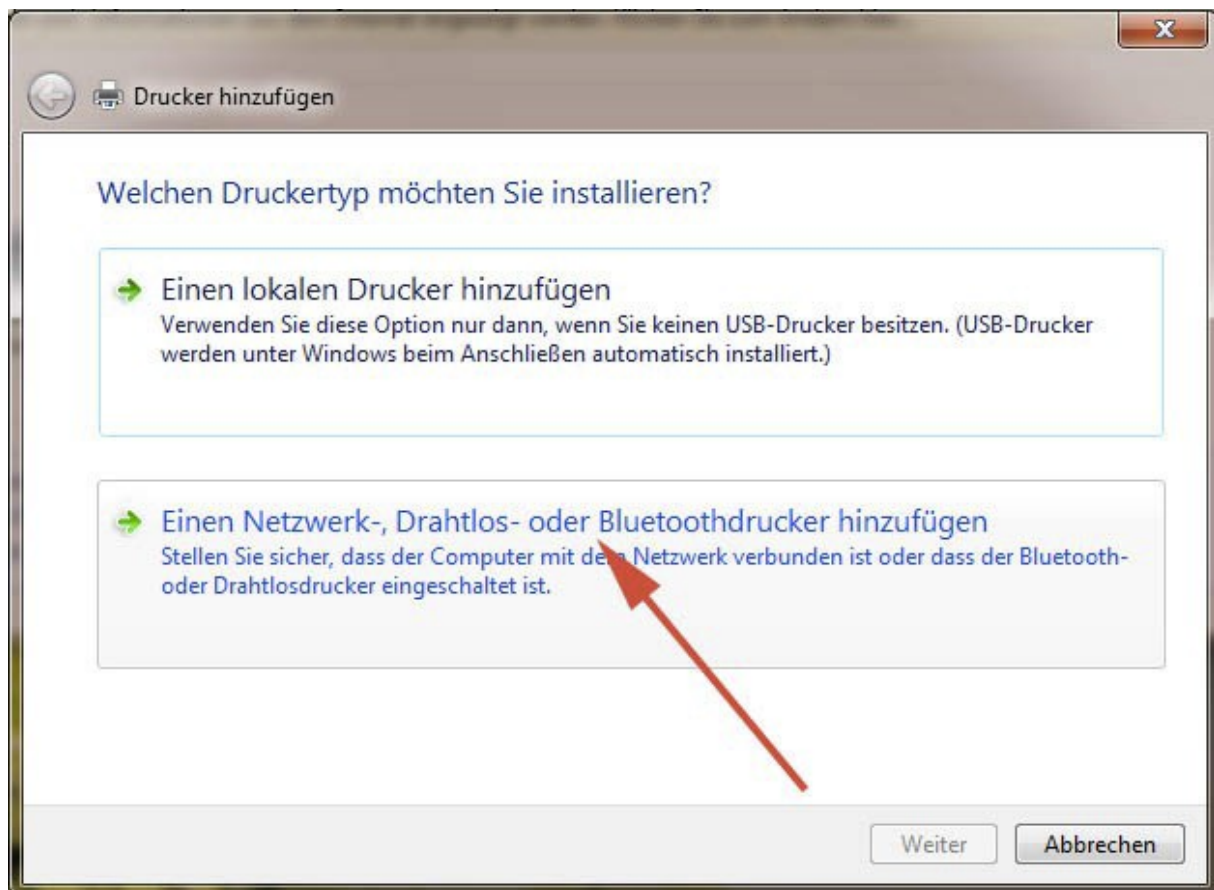 Drucker hinzufügen
Welchen Druckertyp möchten Sie installieren?
Einen lokalen Drucker hinzufügen
Verwenden Sie diese Option nur dann, wenn Sie keinen USB-Drucker besitzen. (USB-Drucker
werden unter Windows beim Anschließen automatisch installiert.)
Einen Netzwerk-, Drahtlos- oder Bluetoothdrucker hinzufügen
Stellen Sie sicher, dass der Computer mit dem Netzwerk verbunden ist oder dass der Bluetooth-
oder Drahtlosdrucker eingeschaltet ist.
Weiter
Abbrechen